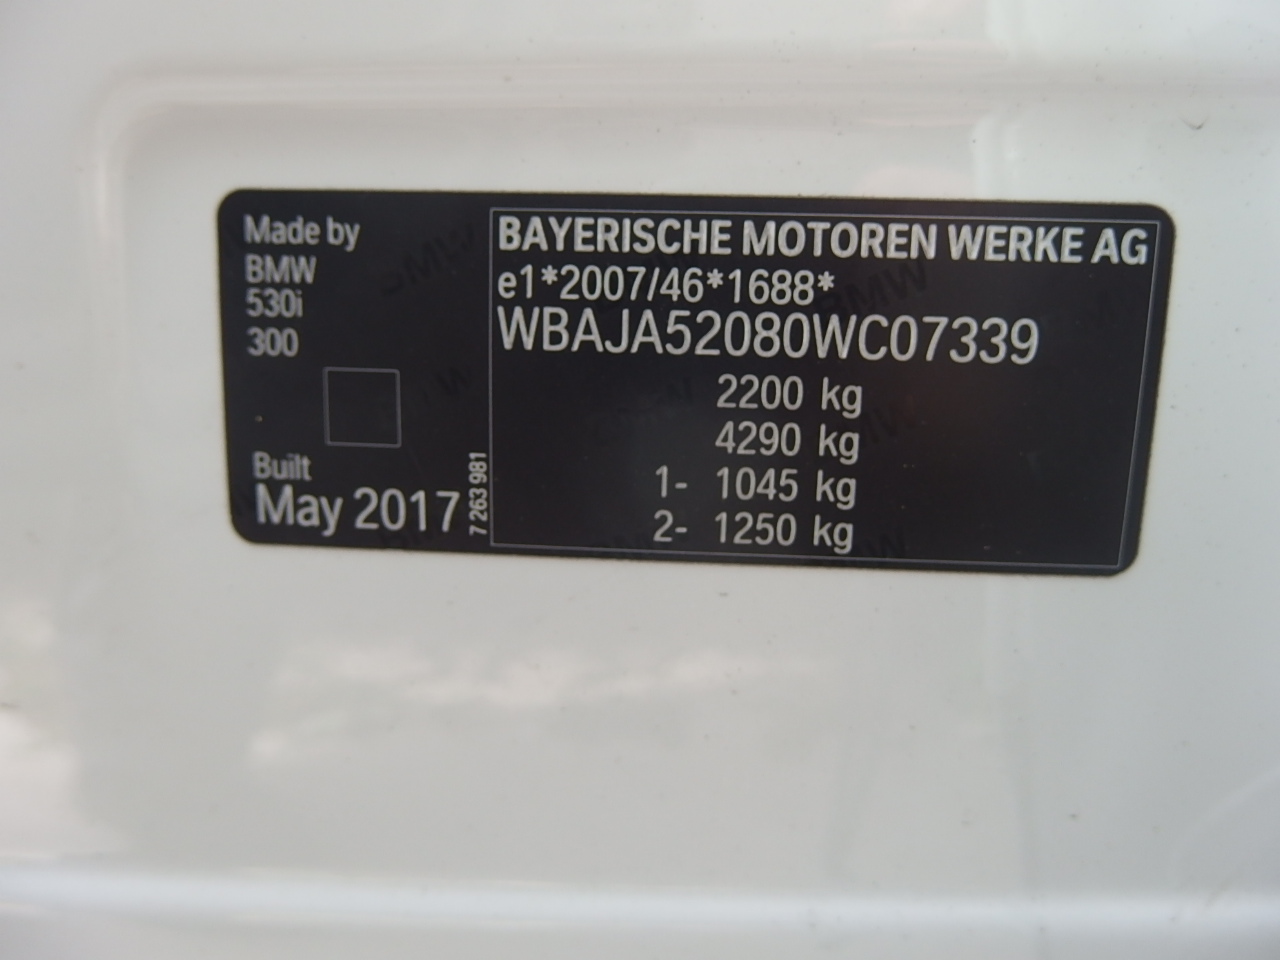 Made by
BMW
530i
300
Built
May 2017
7 263 981
BAYERISCHE MOTOREN WERKE AG
e1*2007/46*1688*
WBAJA52080WC07339
2200 kg
4290 kg
1- 1045 kg
2- 1250 kg